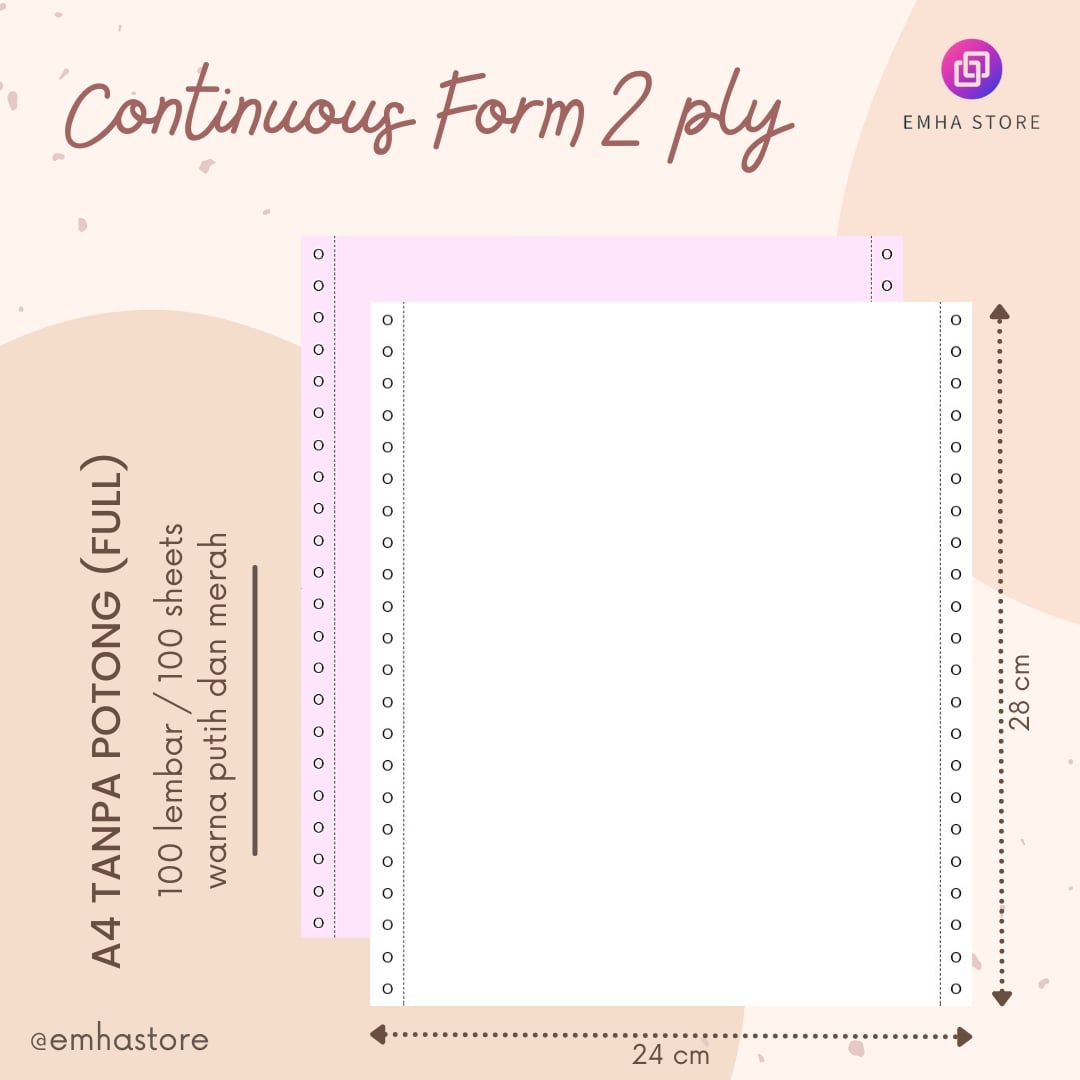 Continuous Form 2 ply
EMHA STORE
A4 TANPA POTONG (FULL)
100 lembar / 100 sheets
warna putih dan merah
28 cm
24 cm
@emhastore